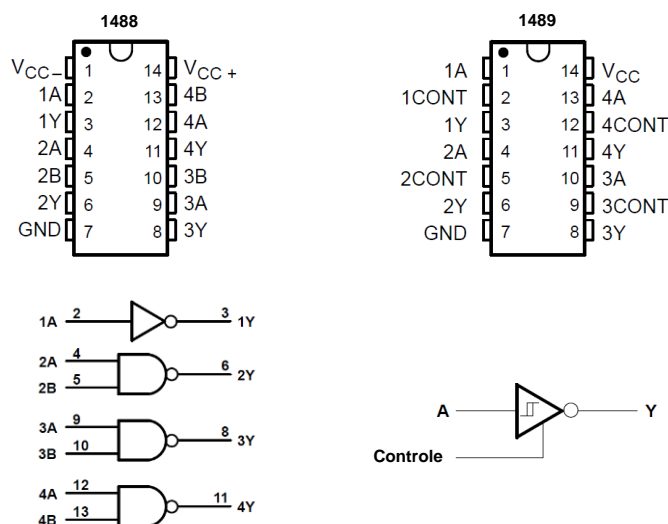 1488
V CC− 1 14 V CC +
1A 2 13 4B
1Y 3 12 4A
2A 4 11 4Y
2B 5 10 3B
2Y 6 9 3A
GND 7 8 3Y
1489
1A 1 14 V CC
1CONT 2 13 4A
1Y 3 12 4CONT
2A 4 11 4Y
2CONT 5 10 3A
2Y 6 9 3CONT
GND 7 8 3Y
1A 2 3 1Y
2A 4
2B 5
6 2Y
3A 9
3B 10
8 3Y
4A 12
4B 13
11 4Y
A Y
Controle